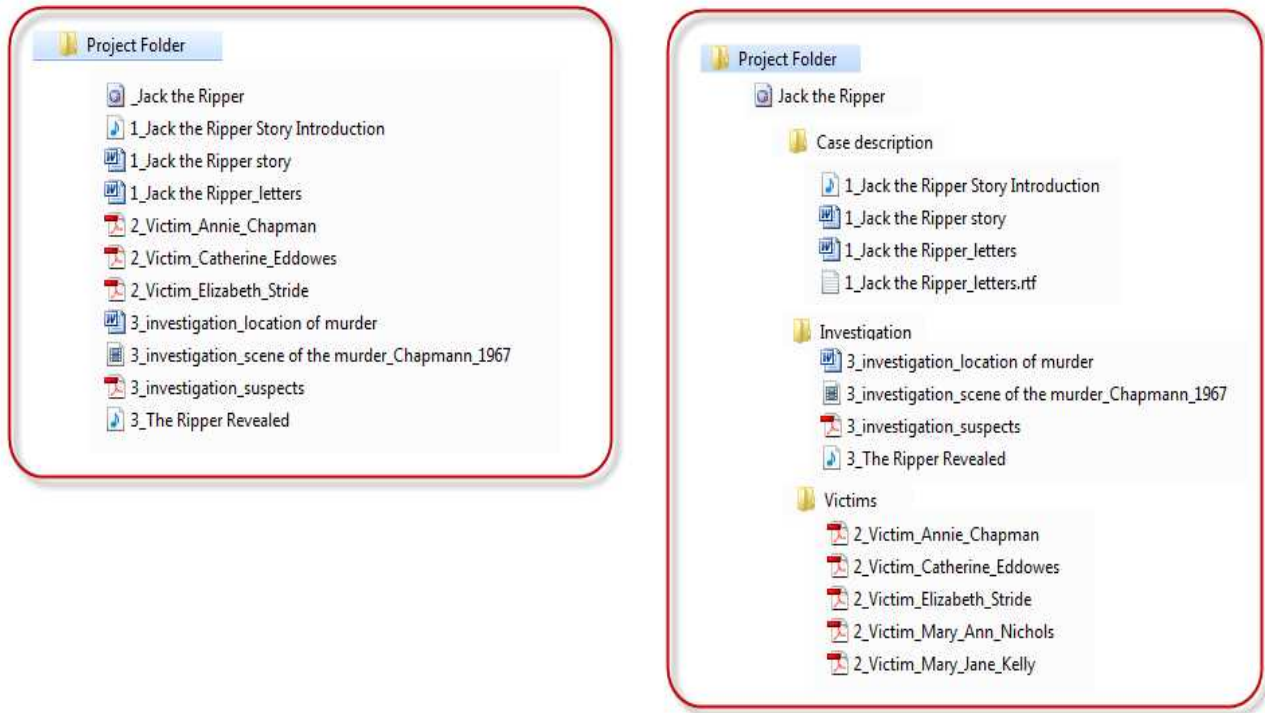 Project Folder
_Jack the Ripper
1_Jack the Ripper Story Introduction
1_Jack the Ripper story
1_Jack the Ripper_letters
2_Victim_Annie_Chapman
2_Victim_Catherine_Eddowes
2_Victim_Elizabeth_Stride
3_investigation_location of murder
3_investigation_scene of the murder_Chapmann_1967
3_investigation_suspects
3_The Ripper Revealed
Project Folder
Jack the Ripper
Case description
1_Jack the Ripper Story Introduction
1_Jack the Ripper story
1_Jack the Ripper_letters
1_Jack the Ripper_letters.rtf
Investigation
3_investigation_location of murder
3_investigation_scene of the murder_Chapmann_1967
3_investigation_suspects
3_The Ripper Revealed
Victims
2_Victim_Annie_Chapman
2_Victim_Catherine_Eddowes
2_Victim_Elizabeth_Stride
2_Victim_Mary_Ann_Nichols
2_Victim_Mary_Jane_Kelly